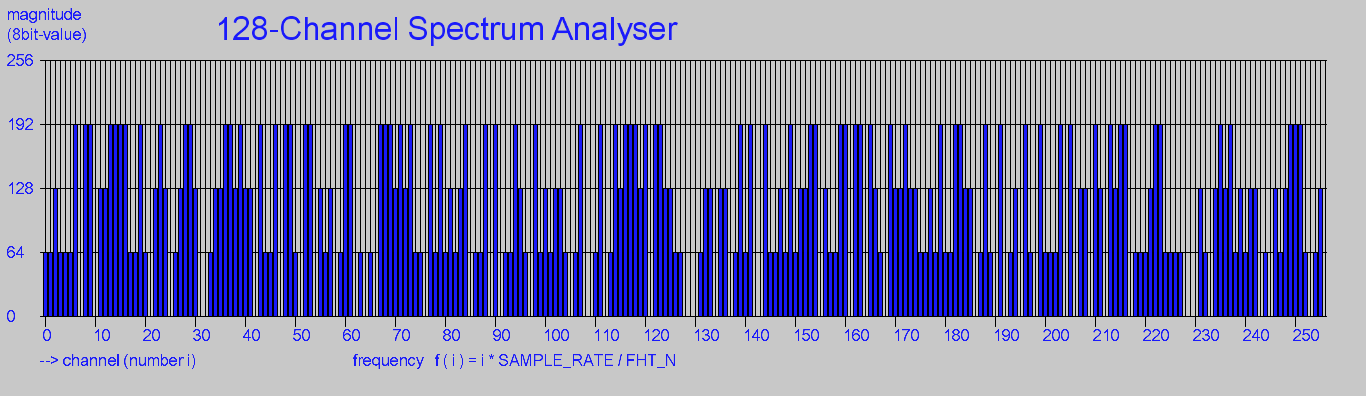 magnitude
(8bit-value)
128-Channel Spectrum Analyser
256
192
128
64
0
0 10 20 30 40 50 60 70 80 90 100 110 120 130 140 150 160 170 180 190 200 210 220 230 240 250
--> channel (number i)
frequency f ( i ) = i * SAMPLE_RATE / FHT_N